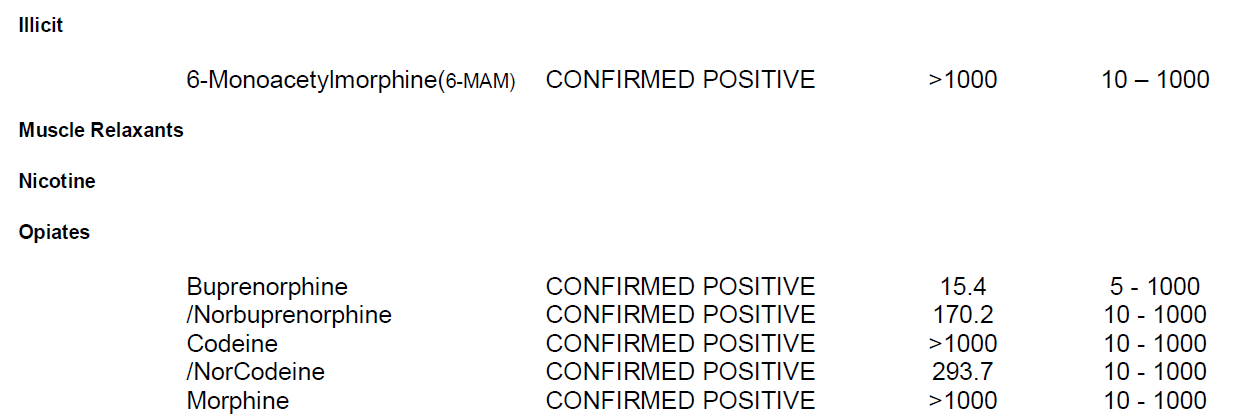 Illicit
6-Monoacetylmorphine(6-MAM) CONFIRMED POSITIVE >1000 10 – 1000
Muscle Relaxants
Nicotine
Opiates
Buprenorphine CONFIRMED POSITIVE 15.4 5 - 1000
/Norbuprenorphine CONFIRMED POSITIVE 170.2 10 - 1000
Codeine CONFIRMED POSITIVE >1000 10 - 1000
/NorCodeine CONFIRMED POSITIVE 293.7 10 - 1000
Morphine CONFIRMED POSITIVE >1000 10 - 1000